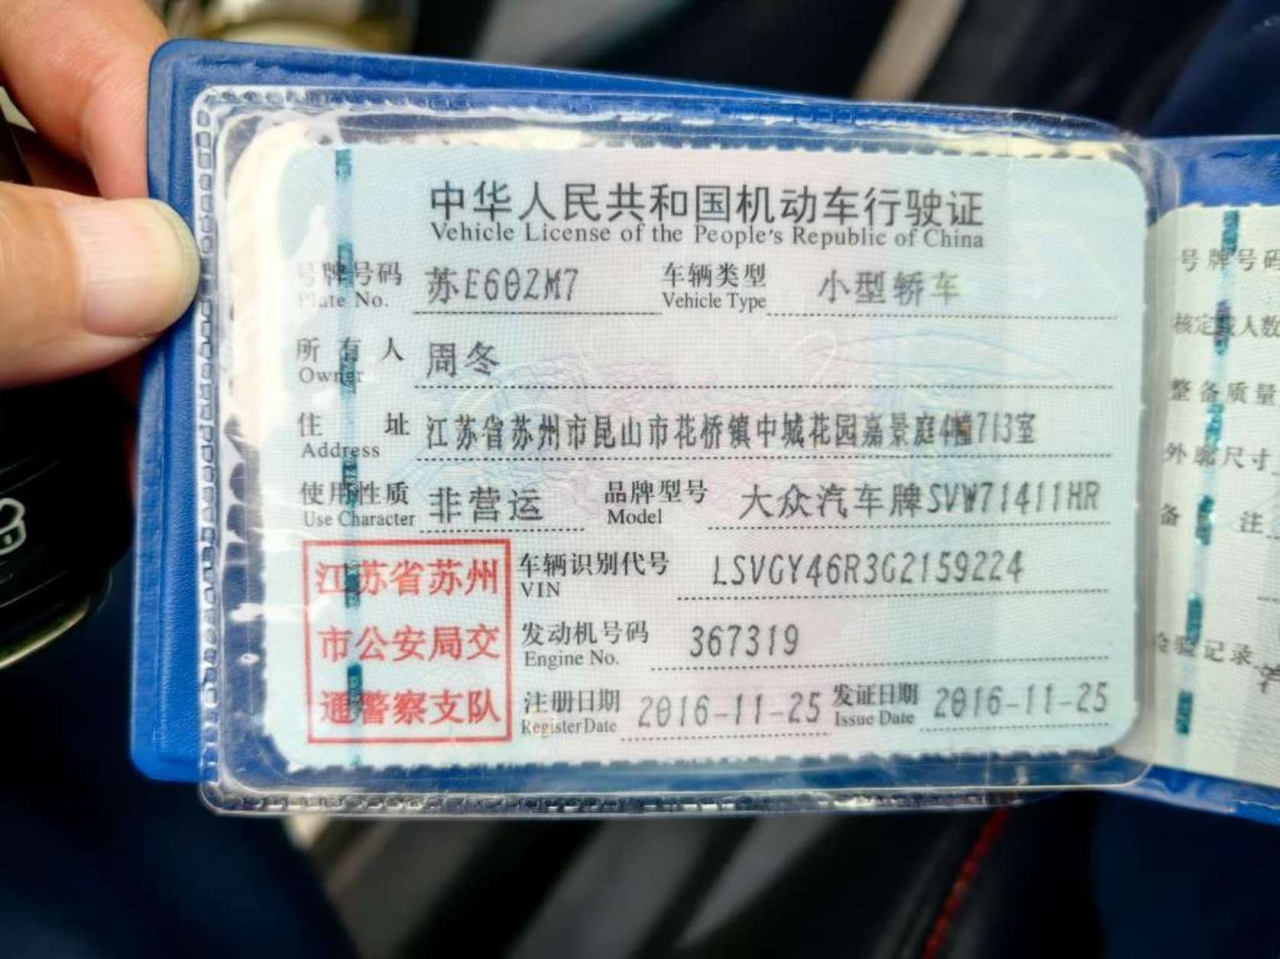 中华人民共和国机动车行驶证
Vehicle License of the People's Republic of China
号牌号码 苏E60ZM7 车辆类型 小型轿车
Plate No. Vehicle Type
所有人 周冬
Owner
住址 江苏省苏州市昆山市花桥镇中城花园嘉景庭4幢713室
Address
使用性质 非营运 品牌型号 大众汽车牌SVW71411HR
Use Character Model
江苏省苏州
市公安局交
通警察支队
车辆识别代号 LSVGY46R3G2159224
VIN
发动机号码 367319
Engine No.
注册日期 2016-11-25 发证日期 2016-11-25
Register Date Issue Date
号牌号码
核定载人数
整备质量
外廓尺寸
备注
检验记录